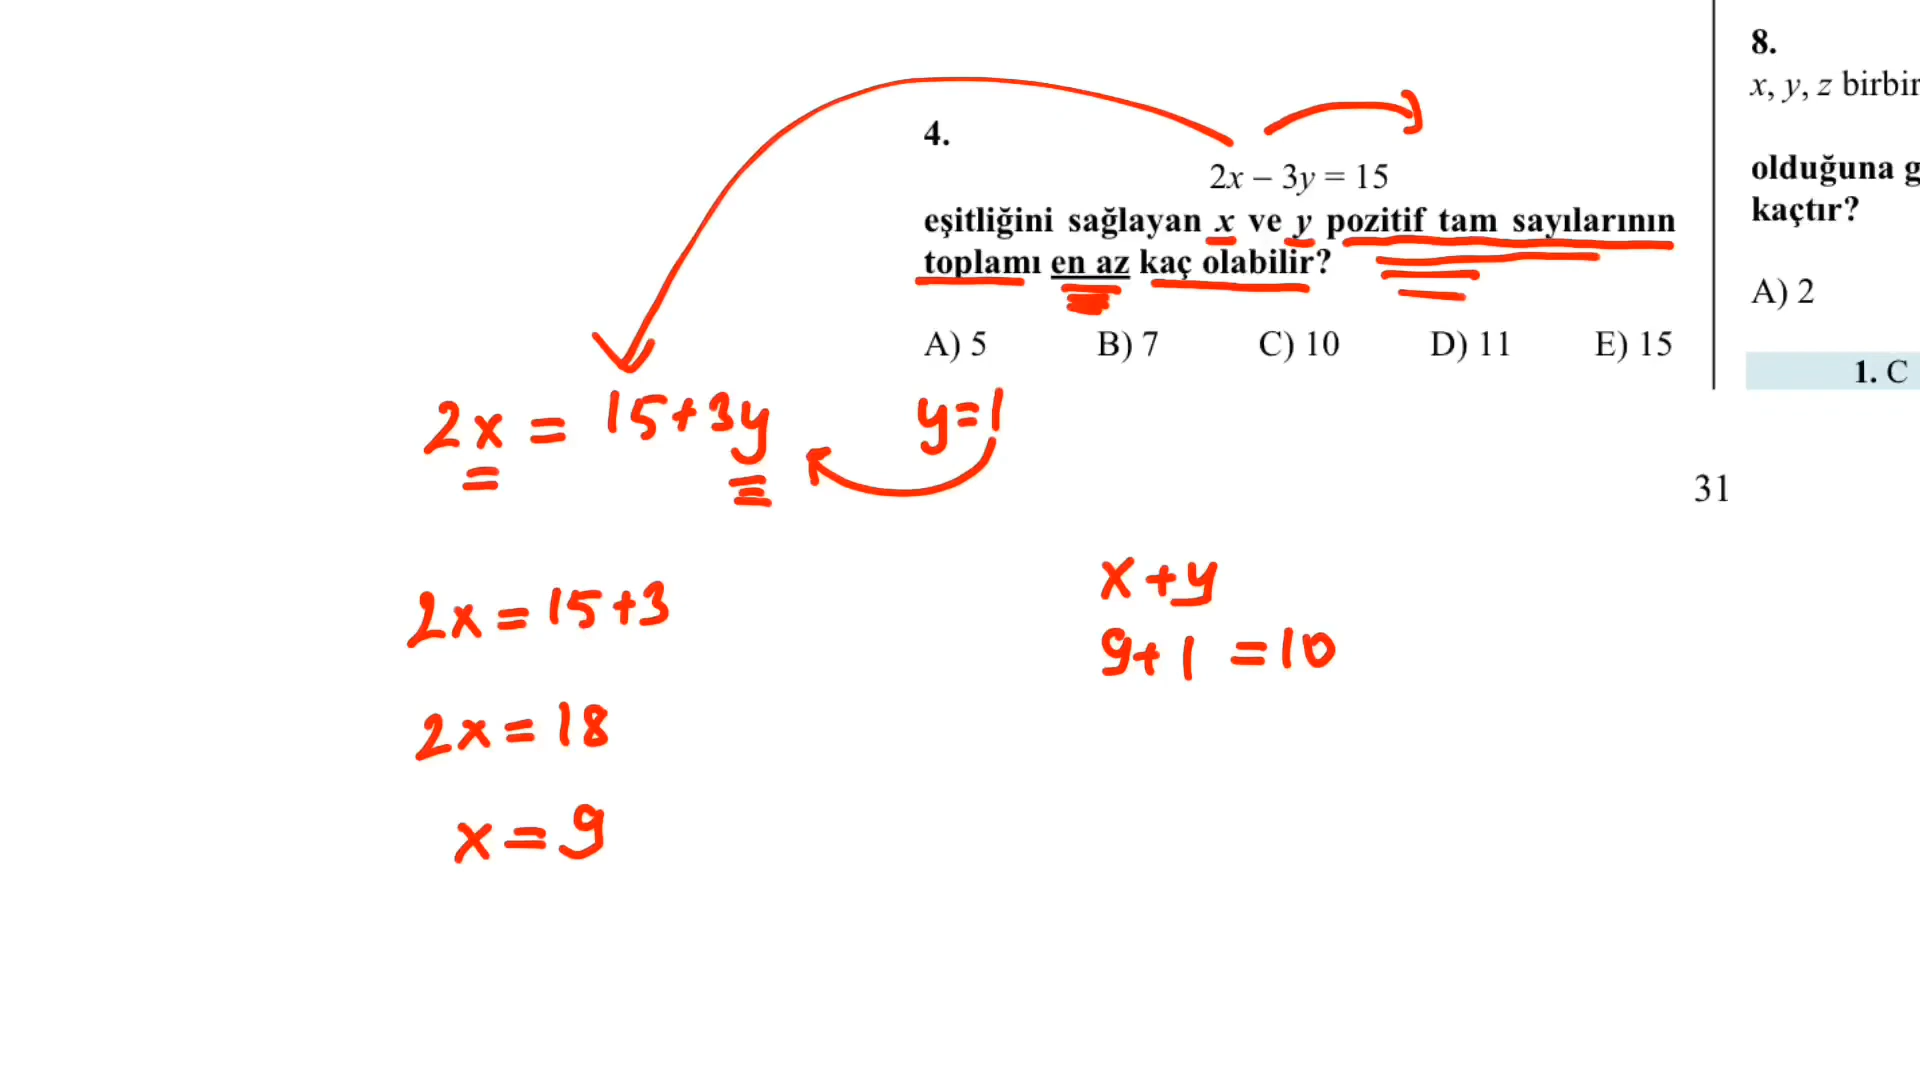 4.
2x – 3y = 15
eşitliğini sağlayan x ve y pozitif tam sayılarının
toplamı en az kaç olabilir?
A) 5 B) 7 C) 10 D) 11 E) 15
31
8.
x, y, z birbir
olduğuna g
kaçtır?
A) 2
1. C
2x = 15+3y
y=1
2x = 15+3
2x = 18
x = 9
x + y
9+1 = 10